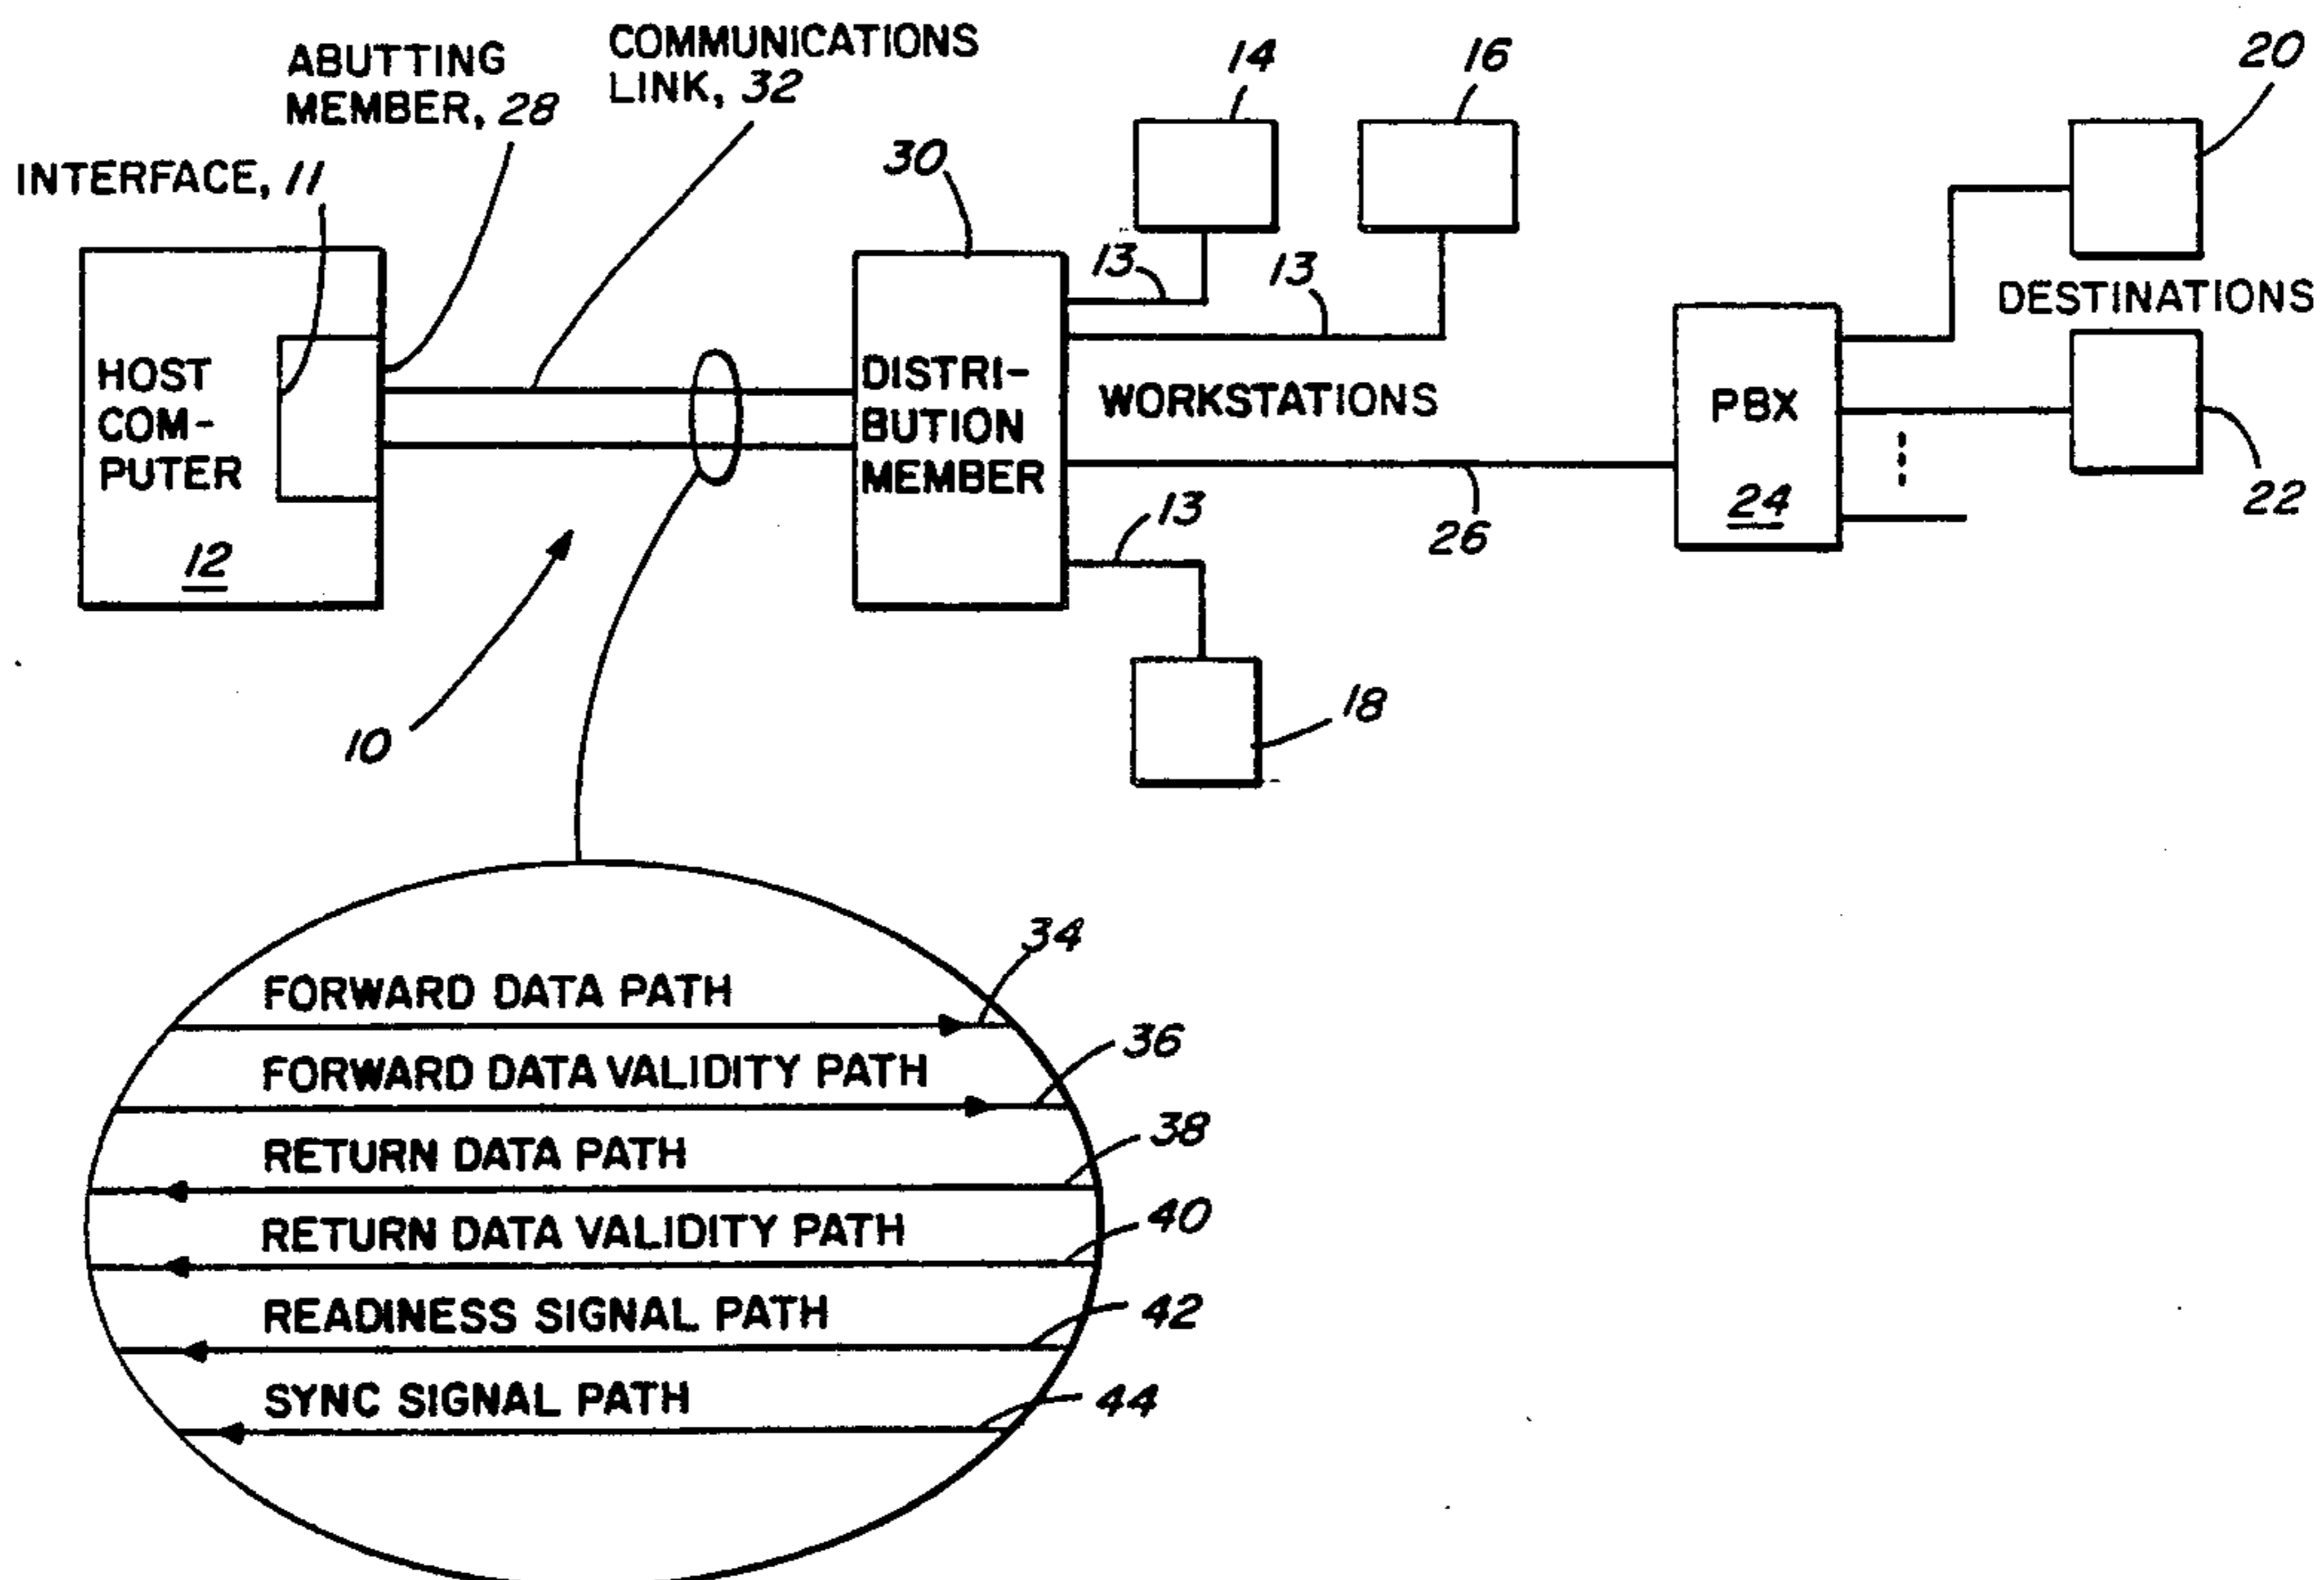 ABUTTING
MEMBER, 28
COMMUNICATIONS
LINK, 32
INTERFACE, 11
14
16
20
30
13
13
DESTINATIONS
HOST
COM-
PUTER
12
DISTRI-
BUTION
MEMBER
WORKSTATIONS
PBX
24
22
26
13
10
18
34
FORWARD DATA PATH
36
FORWARD DATA VALIDITY PATH
38
RETURN DATA PATH
40
RETURN DATA VALIDITY PATH
42
READINESS SIGNAL PATH
44
SYNC SIGNAL PATH